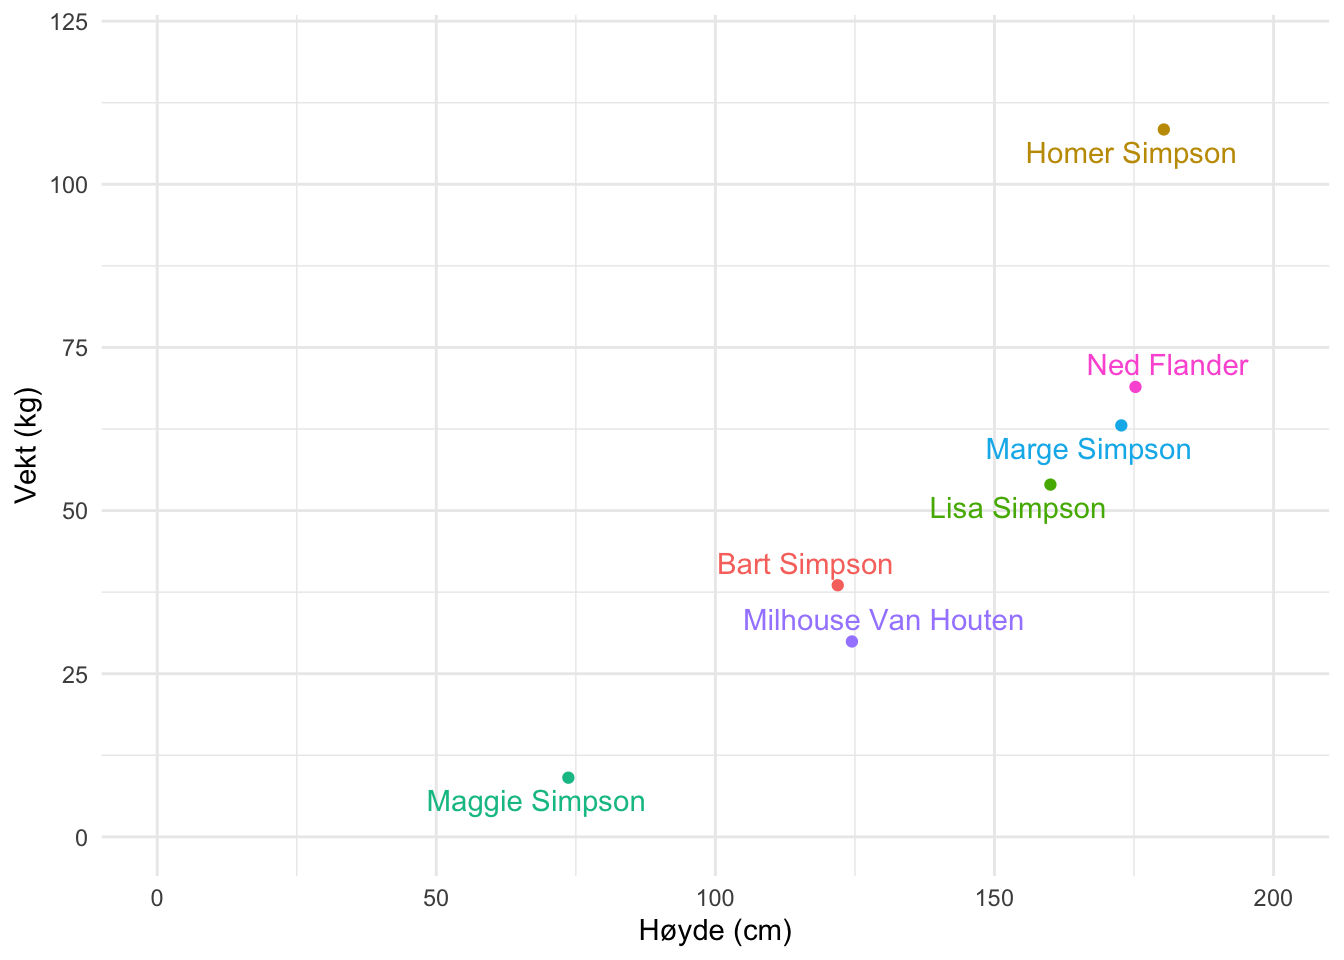 125
Homer Simpson
100
75
Ned Flander
Marge Simpson
Vekt (kg)
50
Lisa Simpson
Bart Simpson
Milhouse Van Houten
25
Maggie Simpson
0
0 50 100 150 200
Høyde (cm)